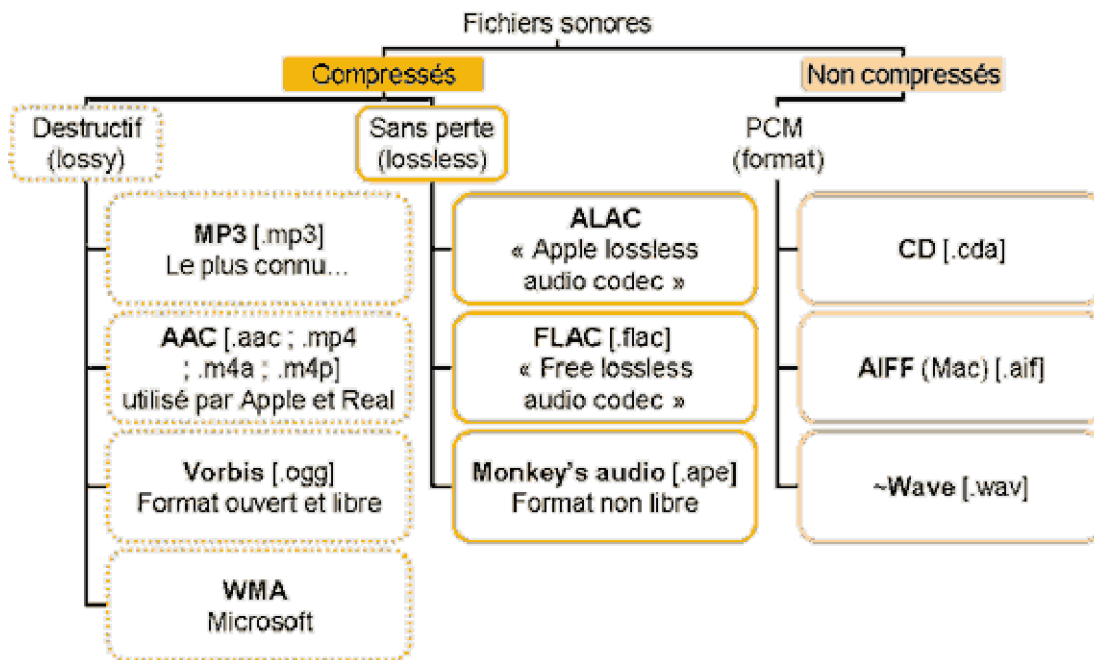 Fichiers sonores
Compressés
Non compressés
Destructif
(lossy)
Sans perte
(lossless)
PCM
(format)
MP3 [.mp3]
Le plus connu...
ALAC
« Apple lossless
audio codec »
CD [.cda]
AAC [.aac ; .mp4
; .m4a ; .m4p]
utilisé par Apple et Real
FLAC [.flac]
« Free lossless
audio codec »
AIFF (Mac) [.aif]
Vorbis [.ogg]
Format ouvert et libre
Monkey's audio [.ape]
Format non libre
~Wave [.wav]
WMA
Microsoft